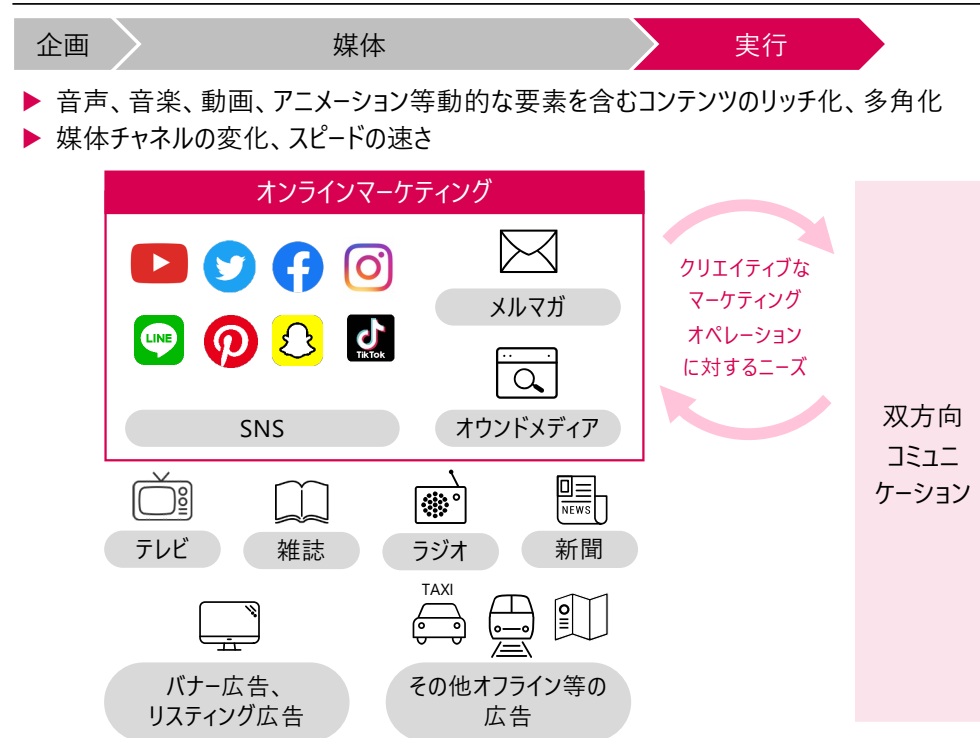 企画
媒体
実行
音声、音楽、動画、アニメーション等動的な要素を含むコンテンツのリッチ化、多角化
媒体チャネルの変化、スピードの速さ
オンラインマーケティング
メルマガ
LINE
TikTok
SNS
オウンドメディア
クリエイティブな
マーケティング
オペレーション
に対するニーズ
双方向
コミュニ
ケーション
NEWS
テレビ
雑誌
ラジオ
新聞
TAXI
バナー広告、
リスティング広告
その他オフライン等の
広告